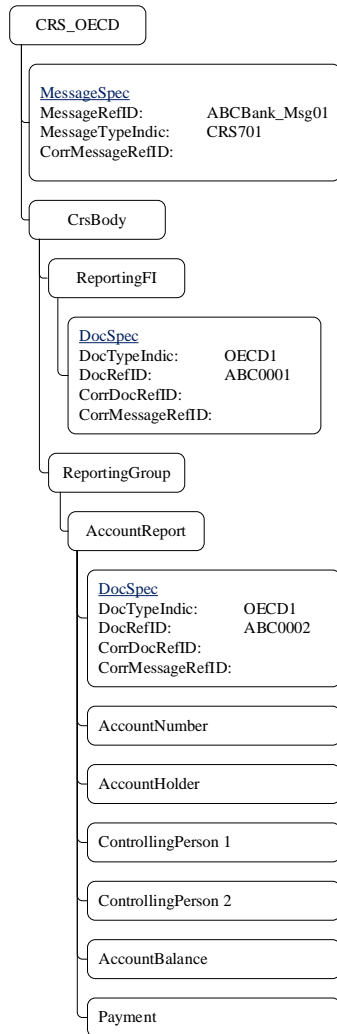 CRS_OECD
MessageSpec
MessageRefID: ABCBank_Msg01
MessageTypeIndic: CRS701
CorrMessageRefID:
CrsBody
ReportingFI
DocSpec
DocTypeIndic: OECD1
DocRefID: ABC0001
CorrDocRefID:
CorrMessageRefID:
ReportingGroup
AccountReport
DocSpec
DocTypeIndic: OECD1
DocRefID: ABC0002
CorrDocRefID:
CorrMessageRefID:
AccountNumber
AccountHolder
ControllingPerson 1
ControllingPerson 2
AccountBalance
Payment